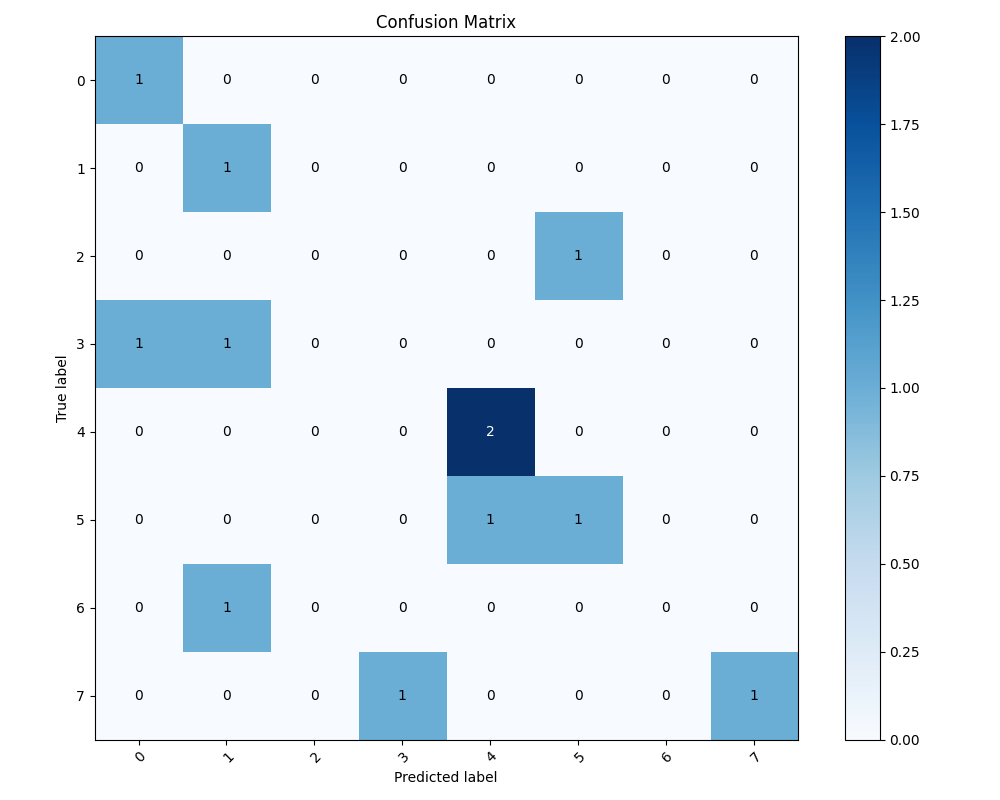 Confusion Matrix
True label
0 1 0 0 0 0 0 0 0
1 0 1 0 0 0 0 0 0
2 0 0 0 0 0 1 0 0
3 1 1 0 0 0 0 0 0
4 0 0 0 0 2 0 0 0
5 0 0 0 0 1 1 0 0
6 0 1 0 0 0 0 0 0
7 0 0 0 1 0 0 0 1
0 1 2 3 4 5 6 7
Predicted label
2.00
1.75
1.50
1.25
1.00
0.75
0.50
0.25
0.00